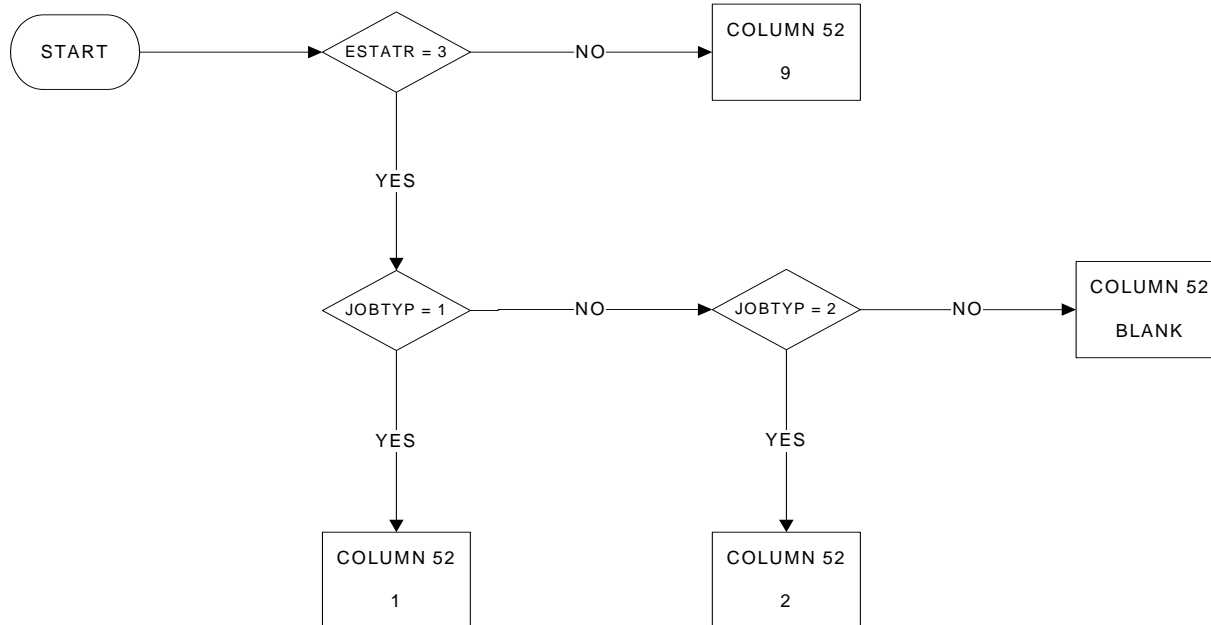 START
ESTATR = 3
NO
COLUMN 52
9
YES
JOBTYP = 1
NO
JOBTYP = 2
NO
COLUMN 52
BLANK
YES
YES
COLUMN 52
1
COLUMN 52
2